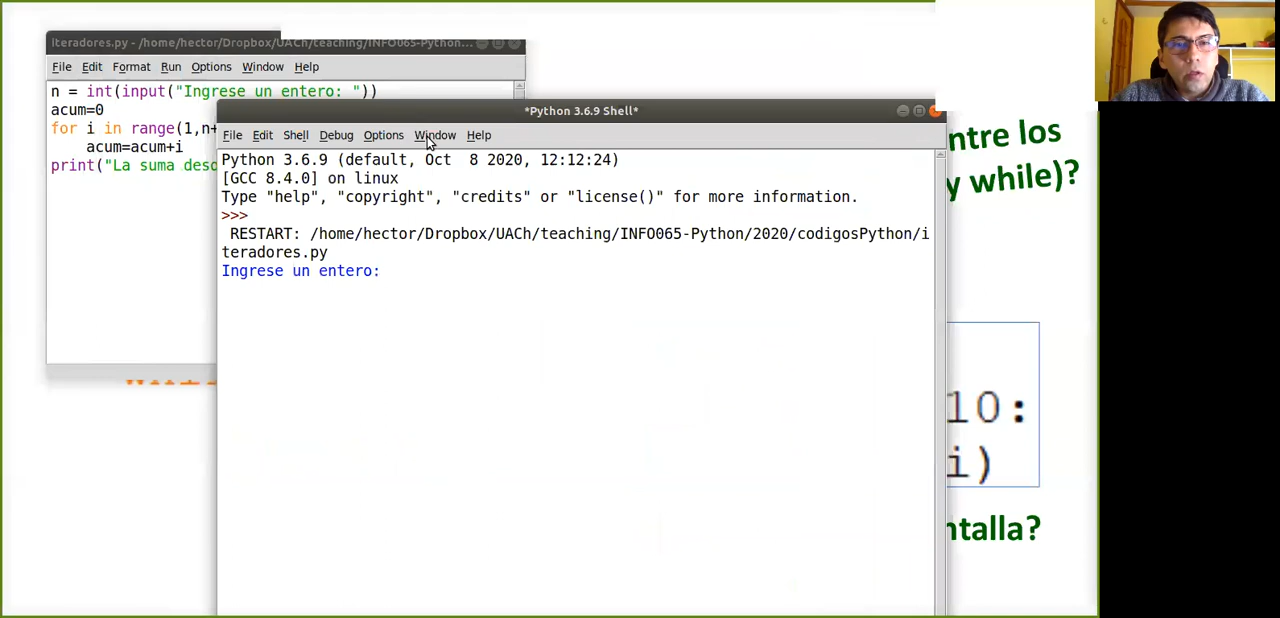 iteradores.py - /home/hector/Dropbox/UACh/teaching/INFO065-Python...
File Edit Format Run Options Window Help
n = int(input("Ingrese un entero: "))
acum=0
for i in range(1,n+
acum=acum+i
print("La suma desd
*Python 3.6.9 Shell*
File Edit Shell Debug Options Window Help
Python 3.6.9 (default, Oct  8 2020, 12:12:24)
[GCC 8.4.0] on linux
Type "help", "copyright", "credits" or "license()" for more information.
>>>
RESTART: /home/hector/Dropbox/UACh/teaching/INFO065-Python/2020/codigosPython/i
teradores.py
Ingrese un entero:
ntre los
y while)?
10:
i)
ntalla?